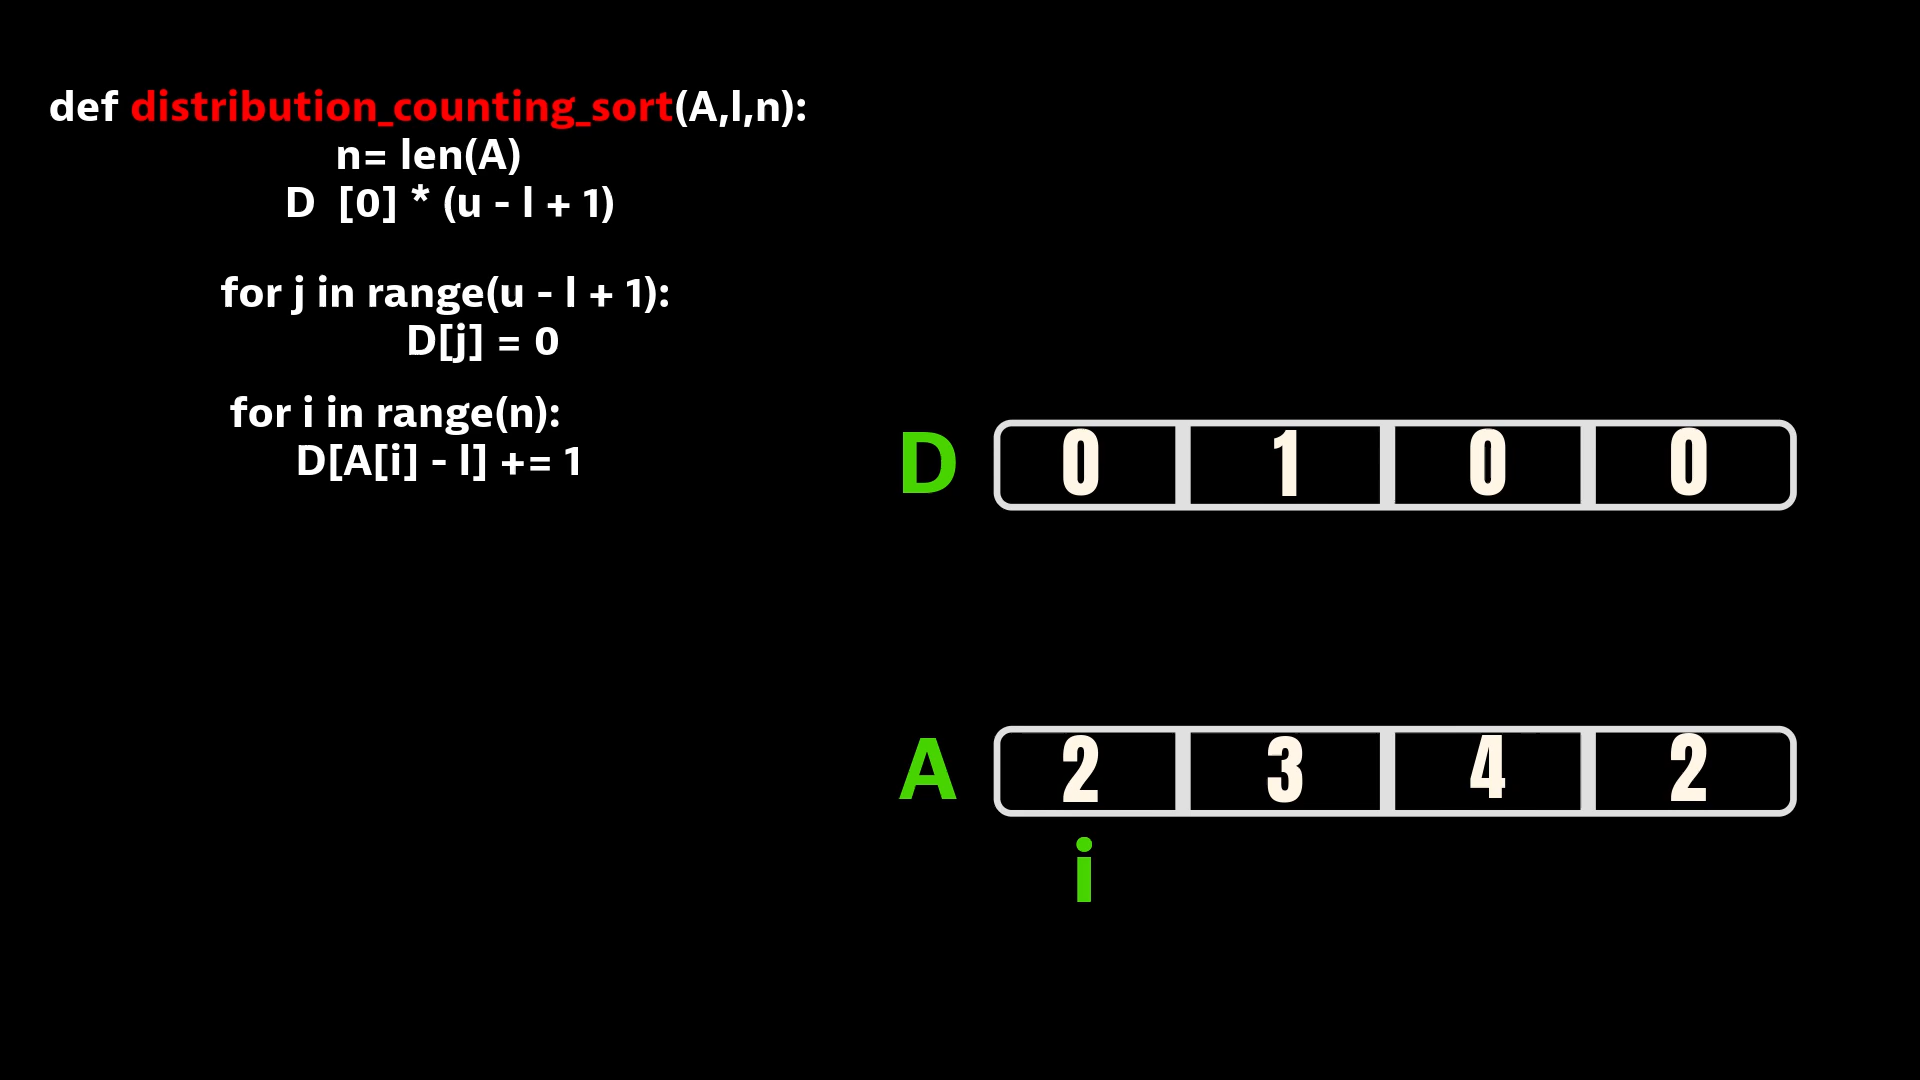 def distribution_counting_sort(A,l,n):
n= len(A)
D [0] * (u - l + 1)
for j in range(u - l + 1):
D[j] = 0
for i in range(n):
D[A[i] - l] += 1
D 0 1 0 0
A 2 3 4 2
i